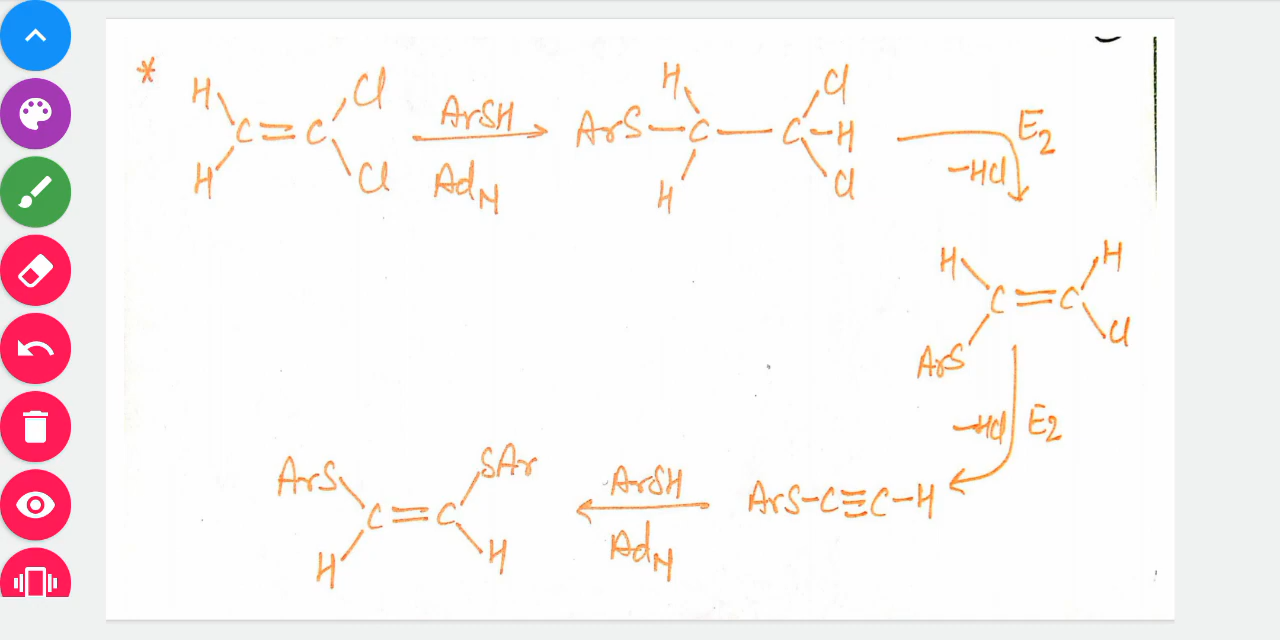 * H H C=C Cl Cl ArSH AdN ArS-C-C-H H H Cl Cl E2 -HCl
H ArS C=C H Cl
-HCl E2
ArS H C=C SAr H ArSH AdN ArS-C≡C-H